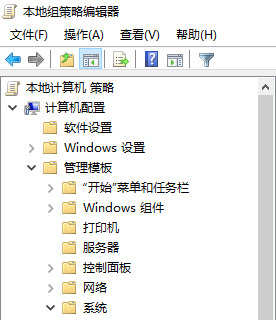 本地组策略编辑器
文件(F) 操作(A) 查看(V) 帮助(H)
本地计算机 策略
计算机配置
软件设置
Windows 设置
管理模板
“开始”菜单和任务栏
Windows 组件
打印机
服务器
控制面板
网络
系统